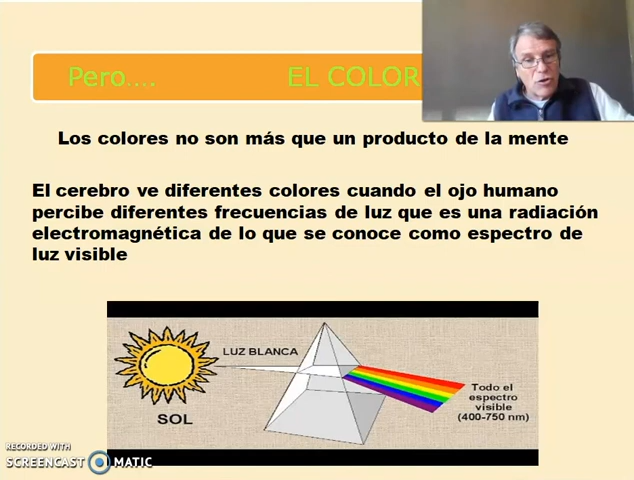 Pero.... EL COLOR
Los colores no son más que un producto de la mente
El cerebro ve diferentes colores cuando el ojo humano
percibe diferentes frecuencias de luz que es una radiación
electromagnética de lo que se conoce como espectro de
luz visible
LUZ BLANCA
SOL
Todo el
espectro
visible
(400-750 nm)
RECORDED WITH
SCREENCAST MATIC